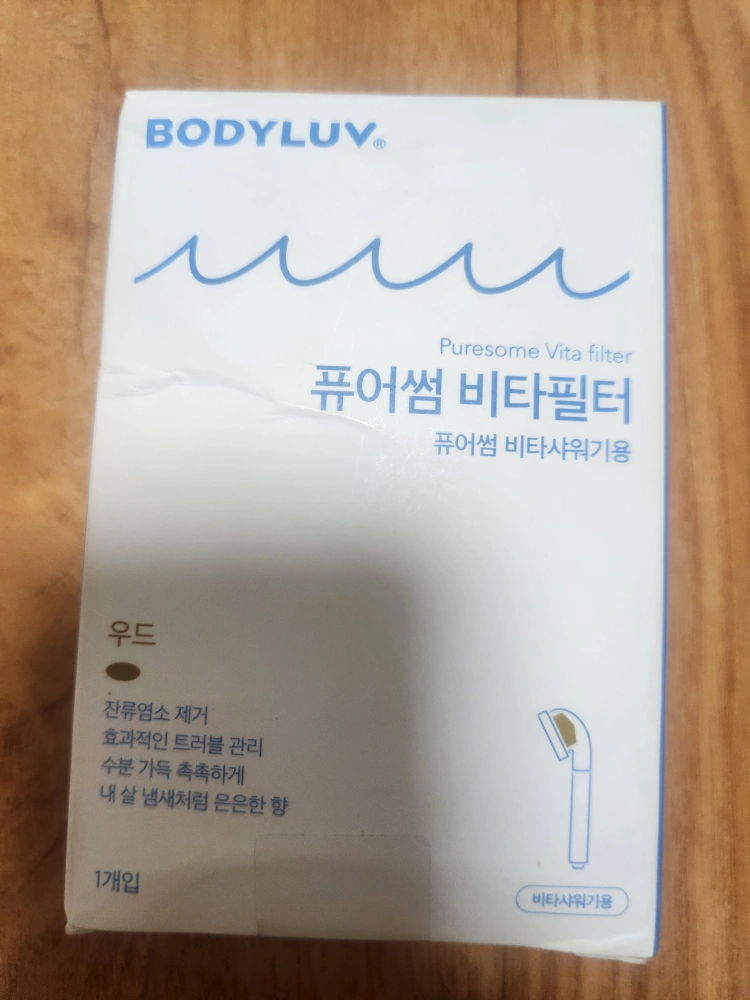 BODYLUV®
Puresome Vita filter
퓨어썸 비타필터
퓨어썸 비타샤워기용
우드
잔류염소 제거
효과적인 트러블 관리
수분 가득 촉촉하게
내 살 냄새처럼 은은한 향
1개입
비타샤워기용